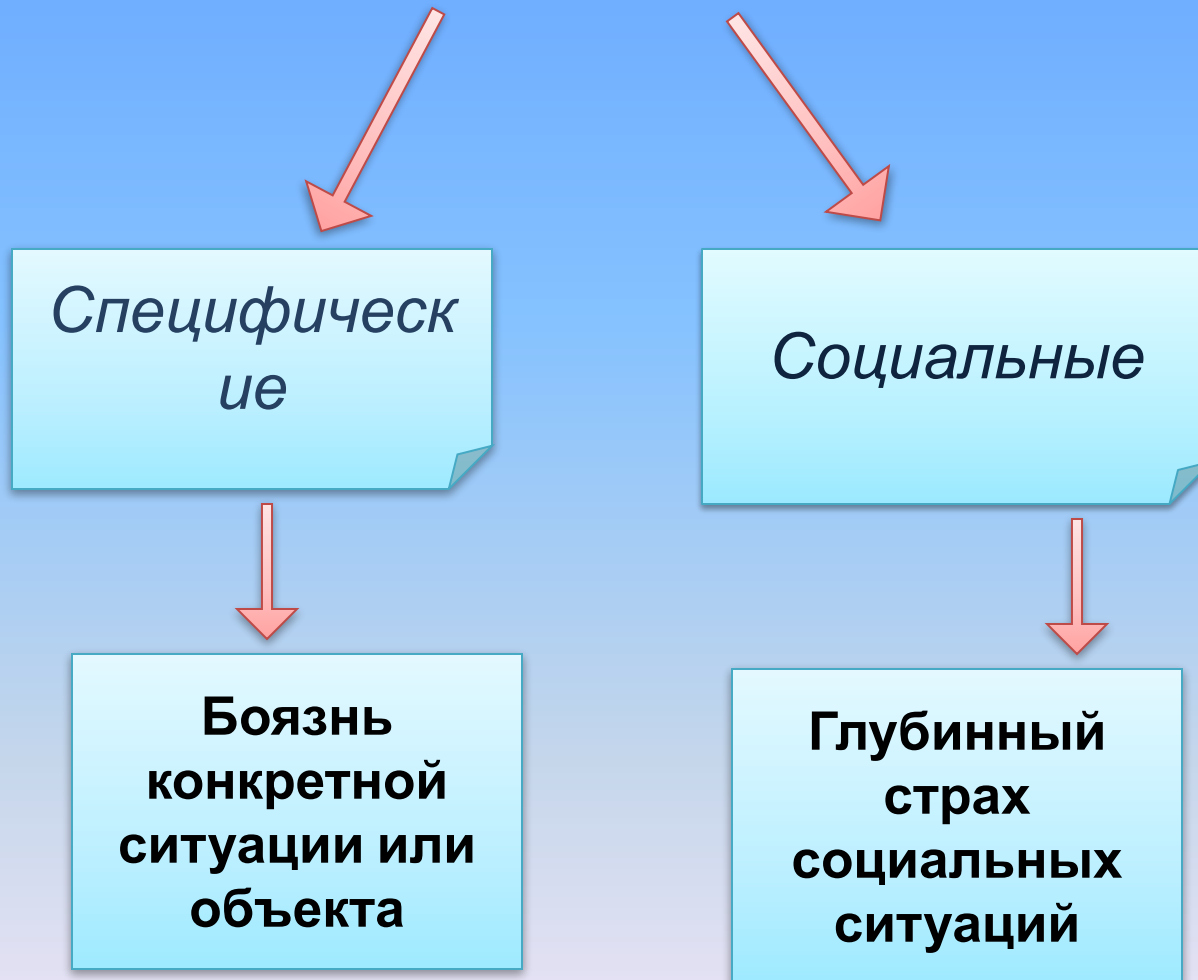 Специфическ
ие
Социальные
Боязнь
конкретной
ситуации или
объекта
Глубинный
страх
социальных
ситуаций